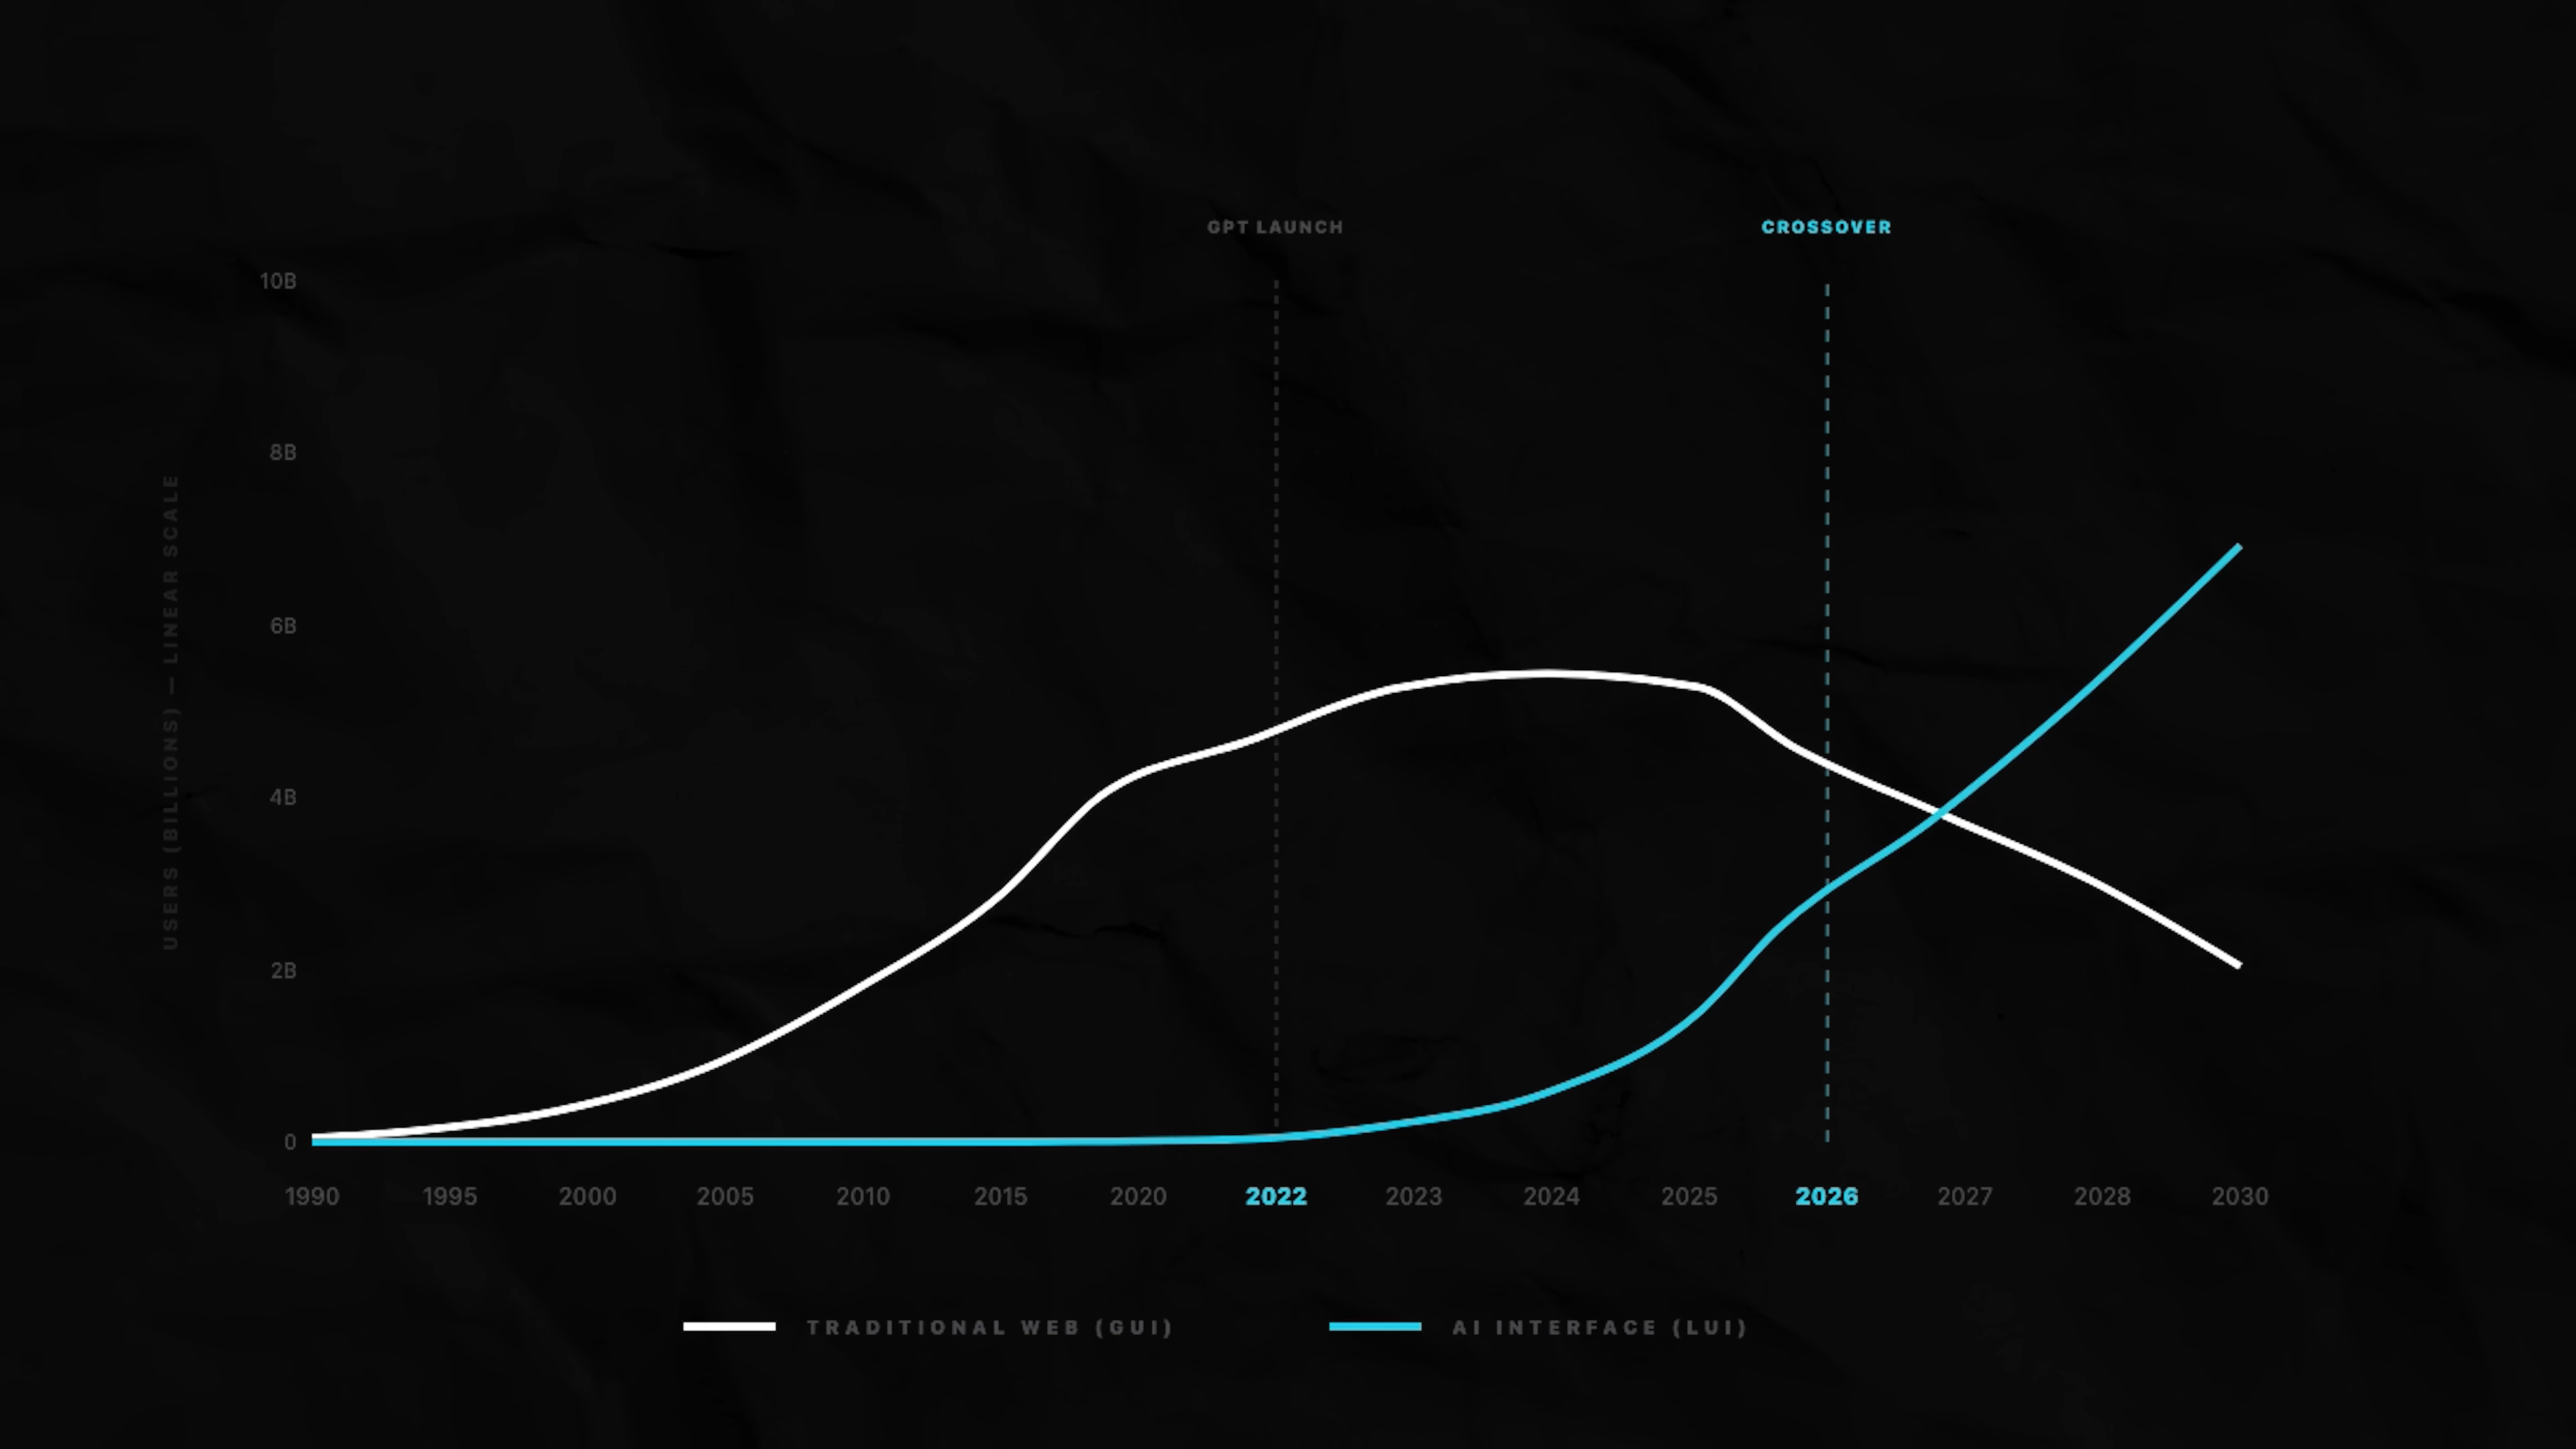 GPT LAUNCH
CROSSOVER
10B
8B
6B
4B
2B
0
USERS (BILLIONS) — LINEAR SCALE
1990 1995 2000 2005 2010 2015 2020 2022 2023 2024 2025 2026 2027 2028 2030
TRADITIONAL WEB (GUI)
AI INTERFACE (LUI)